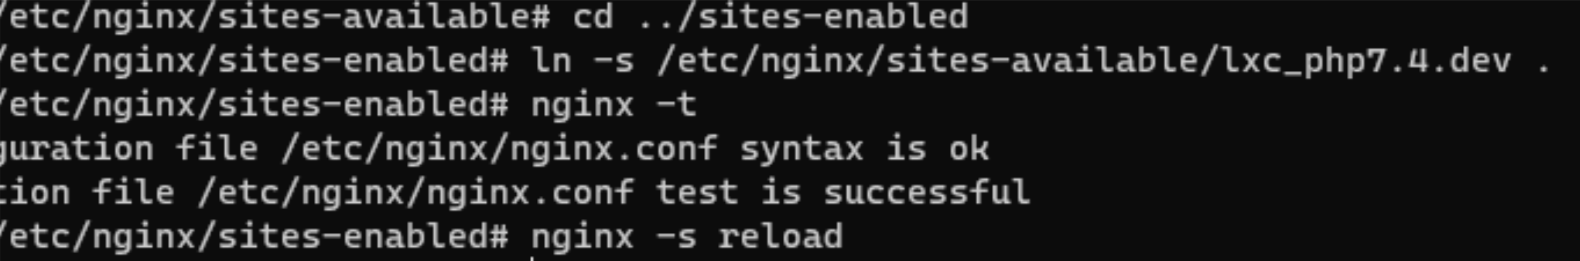 /etc/nginx/sites-available# cd ../sites-enabled
/etc/nginx/sites-enabled# ln -s /etc/nginx/sites-available/lxc_php7.4.dev .
/etc/nginx/sites-enabled# nginx -t
guration file /etc/nginx/nginx.conf syntax is ok
tion file /etc/nginx/nginx.conf test is successful
/etc/nginx/sites-enabled# nginx -s reload